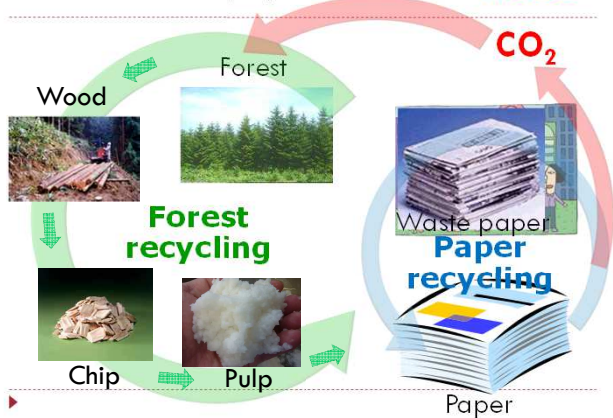 CO₂
Forest
Wood
Waste paper
Forest
recycling
Paper
recycling
Chip
Pulp
Paper